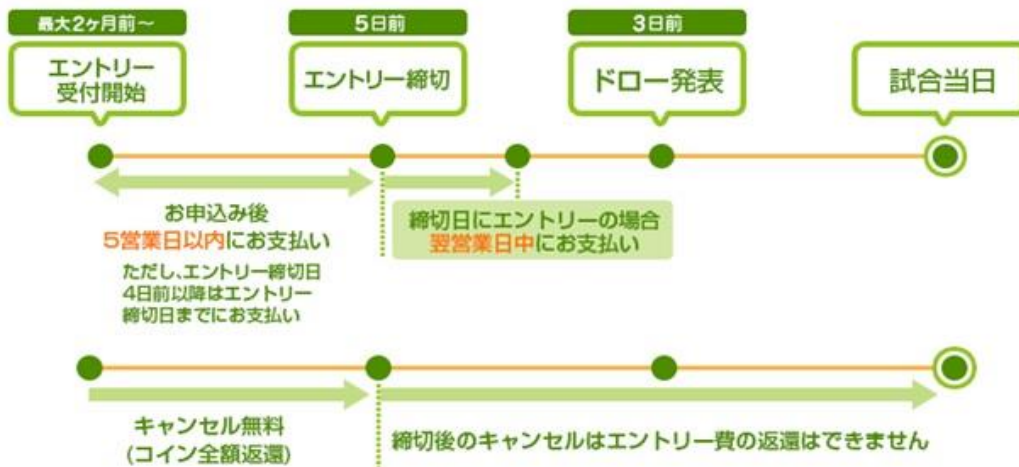 最大2ヶ月前～
エントリー
受付開始
5日前
エントリー締切
3日前
ドロー発表
試合当日
お申込み後
5営業日以内にお支払い
ただし、エントリー締切日
4日前以降はエントリー
締切日までにお支払い
締切日にエントリーの場合
翌営業日中にお支払い
キャンセル無料
(コイン全額返還)
締切後のキャンセルはエントリー費の返還はできません